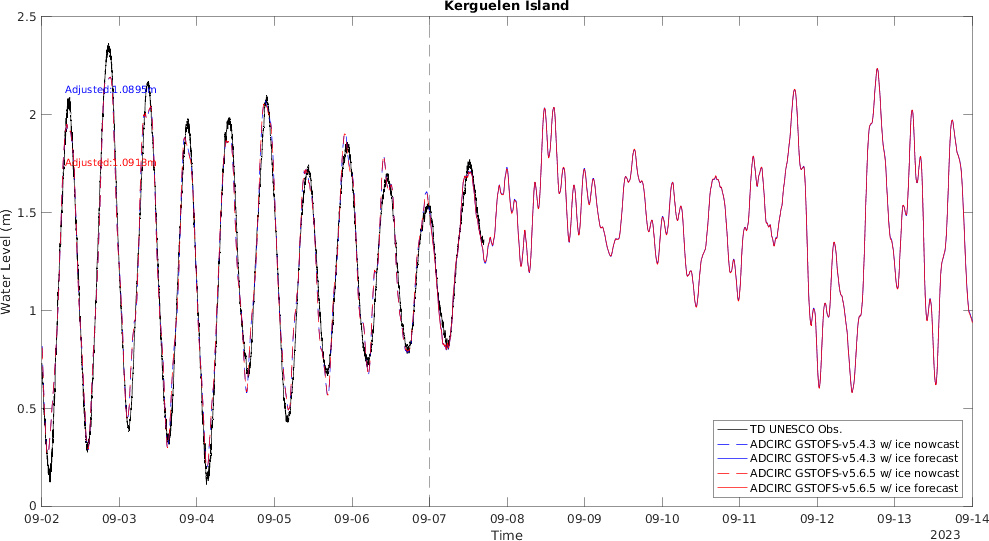 Kerguelen Island
2.5
2
1.5
1
0.5
0
Water Level (m)
Adjusted:1.0895m
Adjusted:1.0913m
TD UNESCO Obs.
ADCIRC GSTOFS-v5.4.3 w/ ice nowcast
ADCIRC GSTOFS-v5.4.3 w/ ice forecast
ADCIRC GSTOFS-v5.6.5 w/ ice nowcast
ADCIRC GSTOFS-v5.6.5 w/ ice forecast
09-02 09-03 09-04 09-05 09-06 09-07 09-08 09-09 09-10 09-11 09-12 09-13 09-14
Time
2023